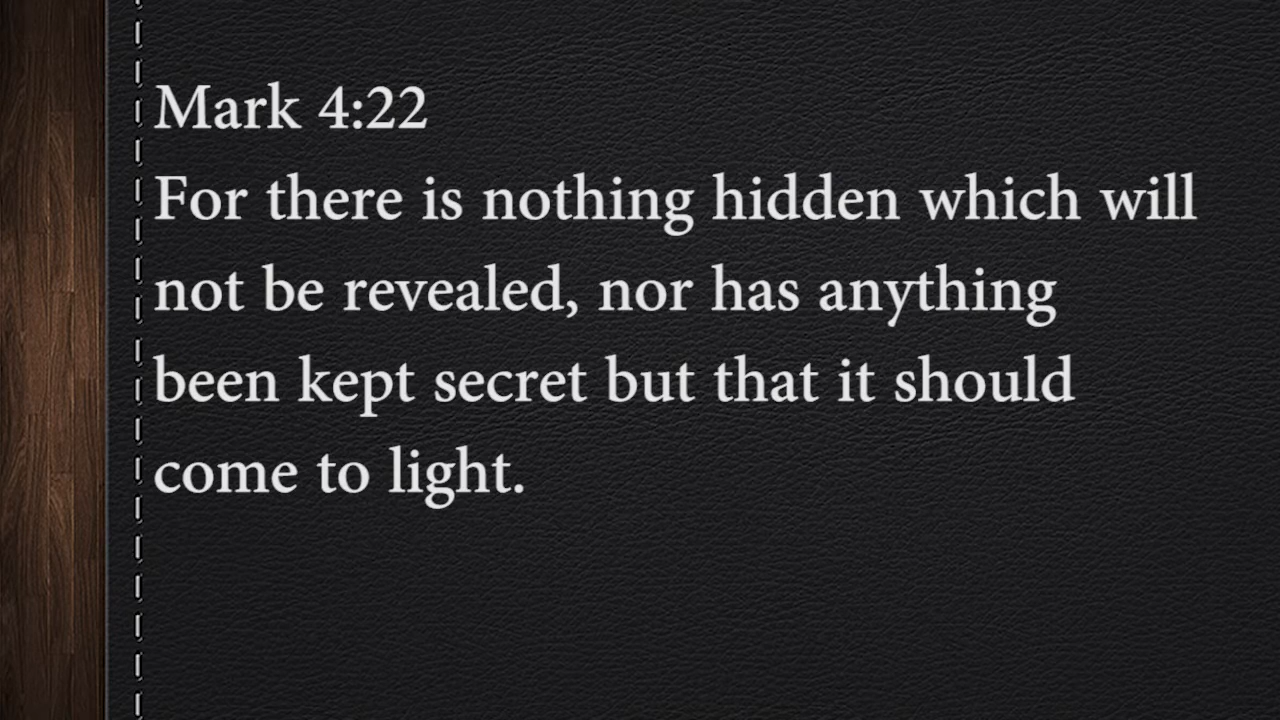 Mark 4:22
For there is nothing hidden which will
not be revealed, nor has anything
been kept secret but that it should
come to light.